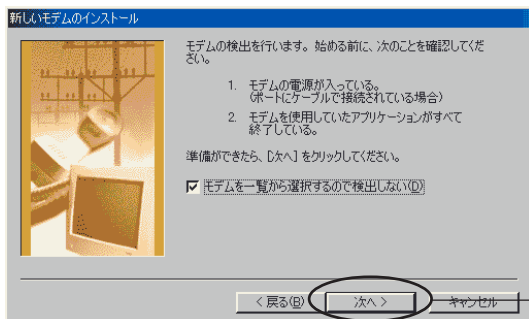 新しいモデムのインストール
モデムの検出を行います。始める前に、次のことを確認してくだ
さい。
1. モデムの電源が入っている。
(ポートにケーブルで接続されている場合)
2. モデムを使用していたアプリケーションがすべて
終了している。
準備ができたら、[次へ] をクリックしてください。
モデムを一覧から選択するので検出しない(D)
< 戻る(B)
次へ >
キャンセル